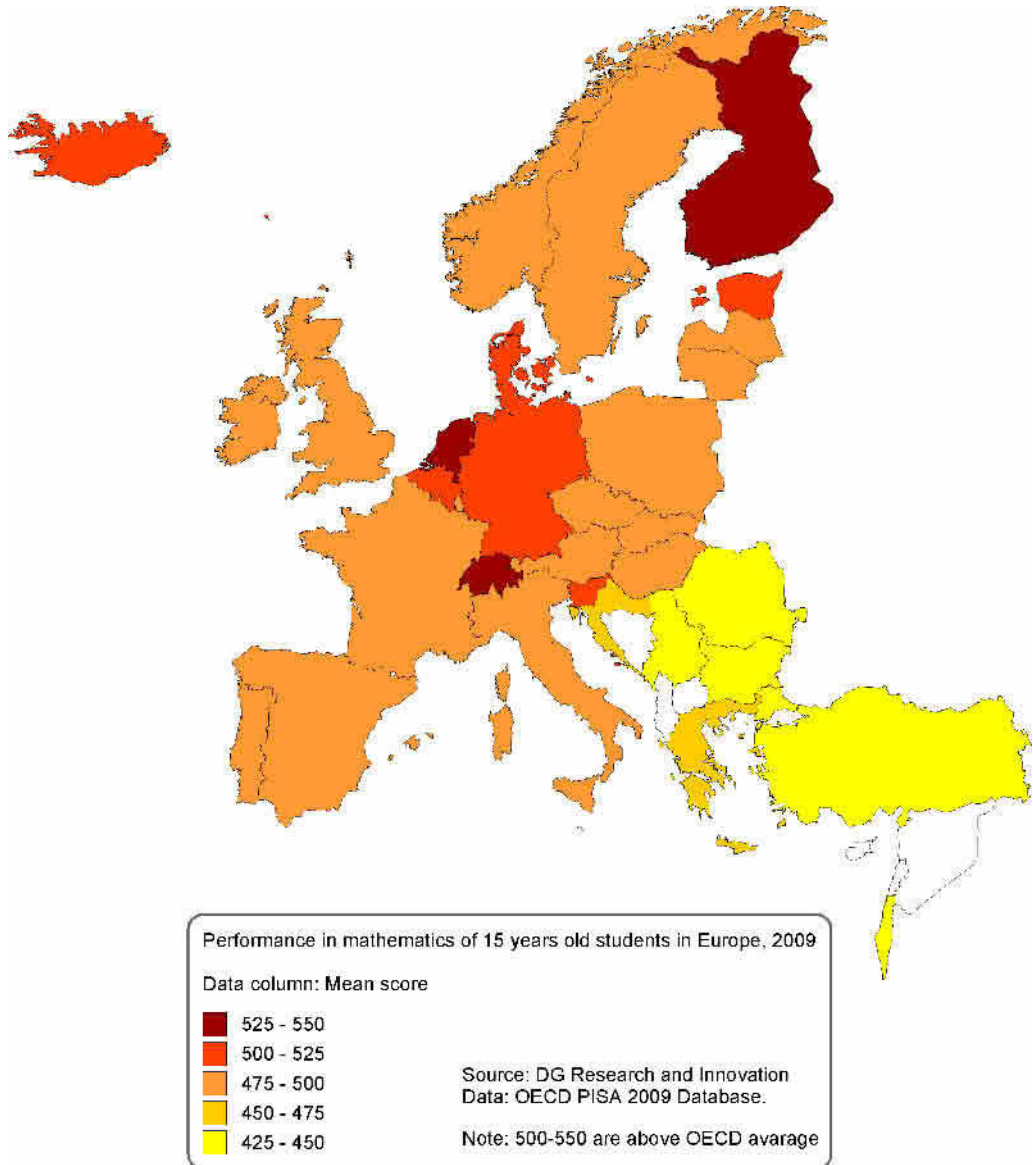 Performance in mathematics of 15 years old students in Europe, 2009
Data column: Mean score
525 - 550
500 - 525
475 - 500
450 - 475
425 - 450
Source: DG Research and Innovation
Data: OECD PISA 2009 Database.
Note: 500-550 are above OECD avarage